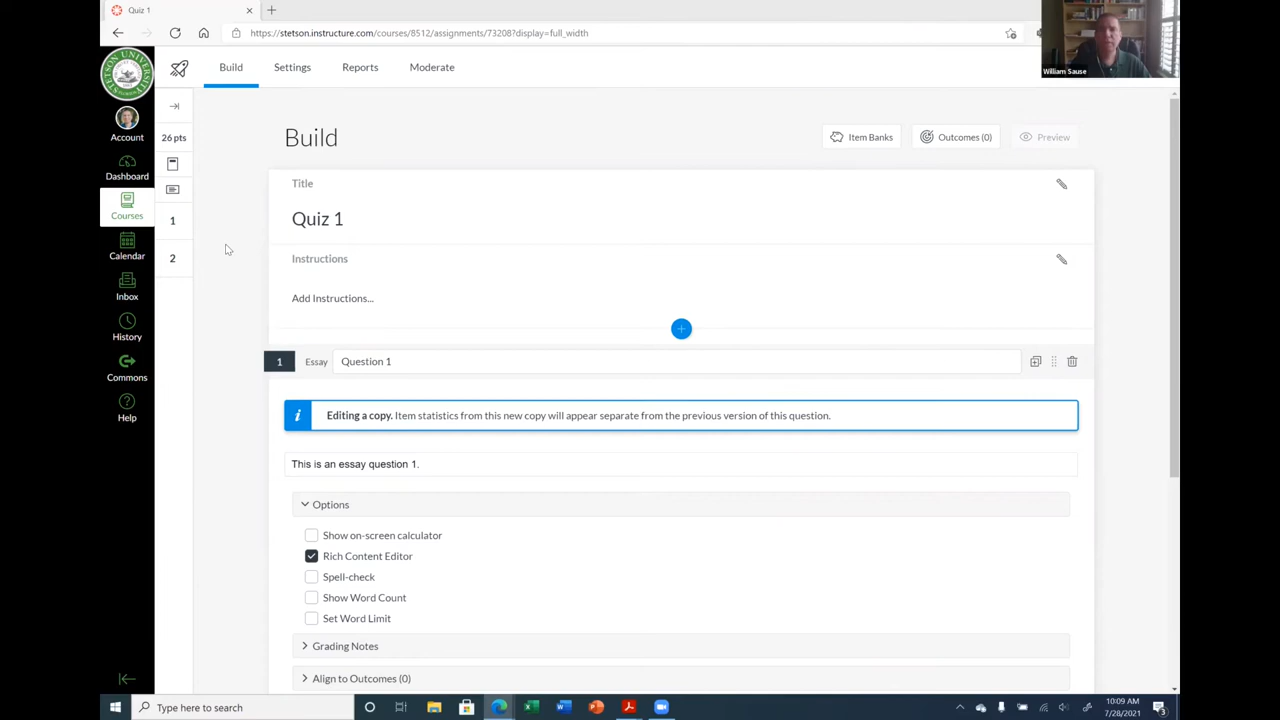 Quiz 1
https://stetson.instructure.com/courses/8512/assignments/73208?display=full_width
William Sause
STETSON UNIVERSITY
Build
Settings
Reports
Moderate
Account
Dashboard
Courses
Calendar
Inbox
History
Commons
Help
26 pts
1
2
Build
Item Banks
Outcomes (0)
Preview
Title
Quiz 1
Instructions
Add Instructions...
1
Essay
Question 1
Editing a copy. Item statistics from this new copy will appear separate from the previous version of this question.
This is an essay question 1.
Options
Show on-screen calculator
Rich Content Editor
Spell-check
Show Word Count
Set Word Limit
Grading Notes
Align to Outcomes (0)
Type here to search
10:09 AM
7/28/2021
3